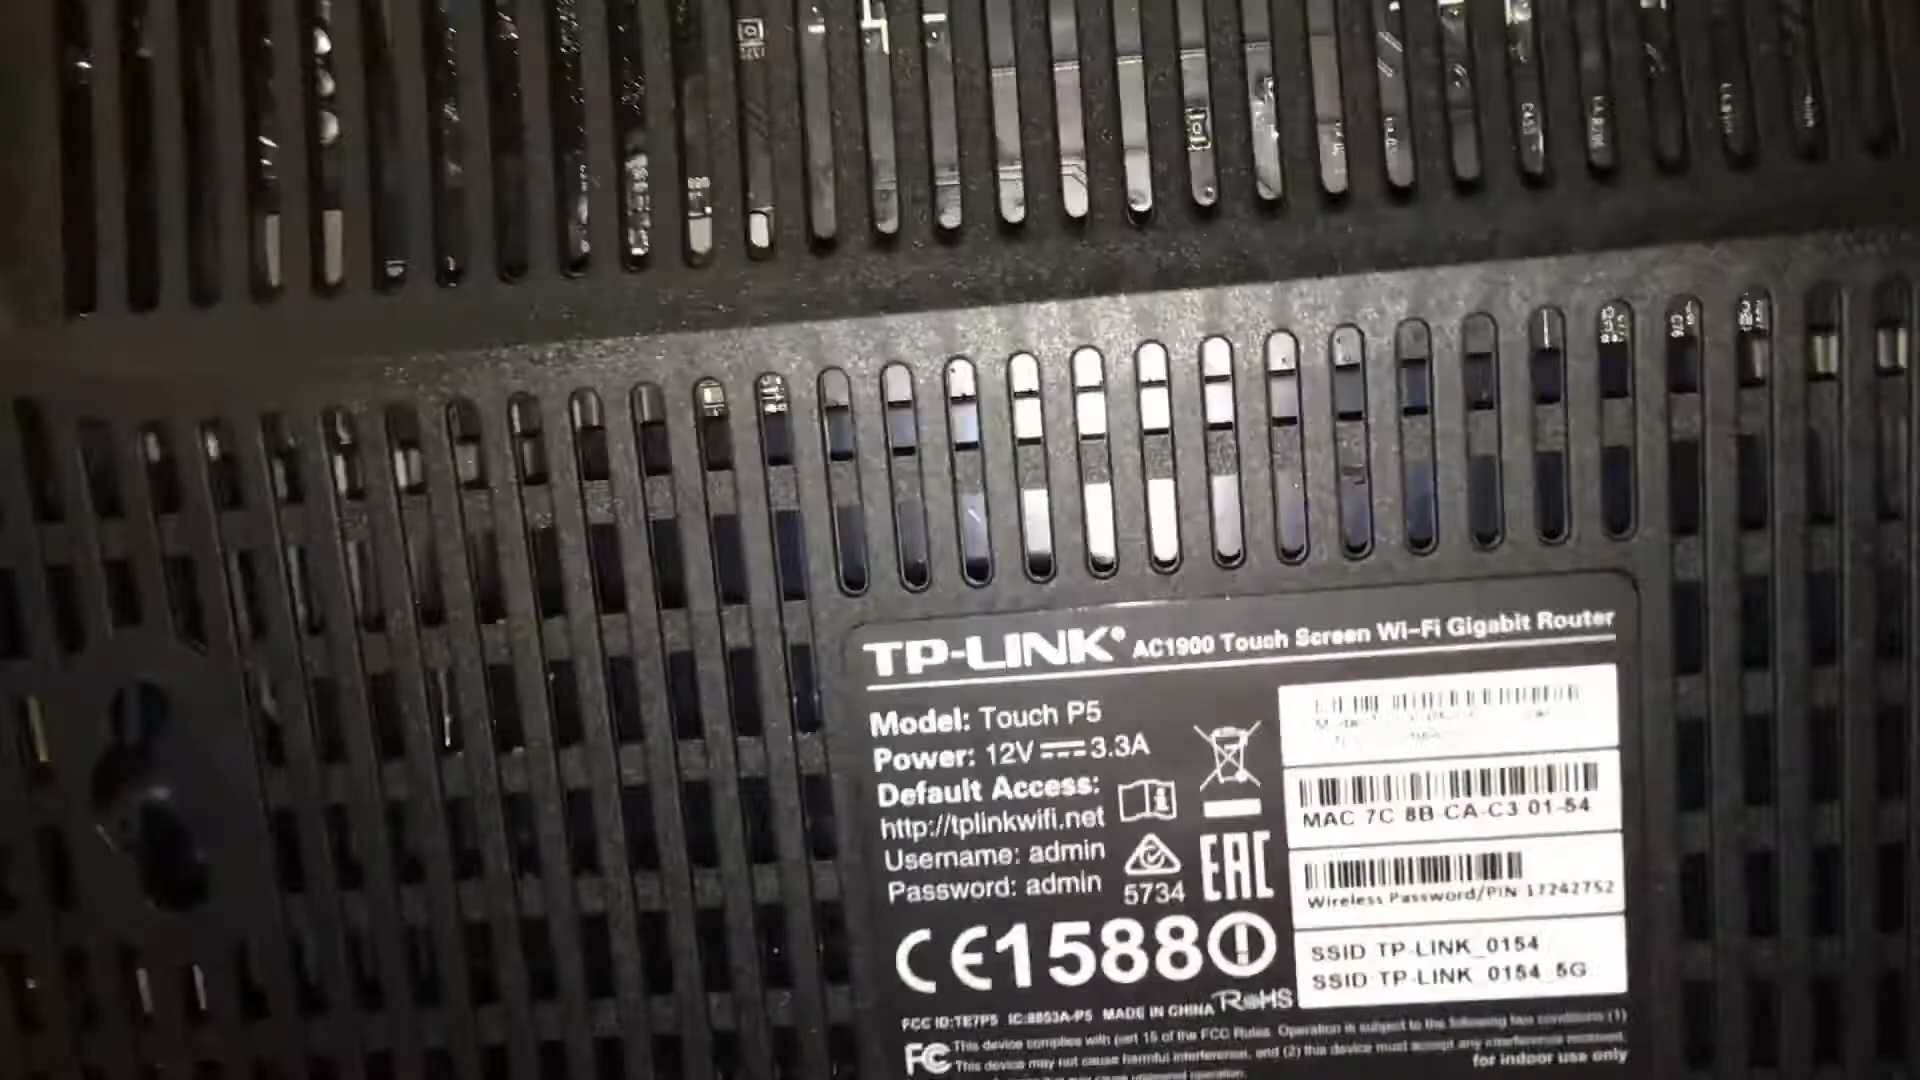 TP-LINK® AC1900 Touch Screen Wi-Fi Gigabit Router
Model: Touch P5
Power: 12V 3.3A
Default Access:
http://tplinkwifi.net
Username: admin
Password: admin
5734
EAC
CE1588
RoHS
MAC 7C 8B-CA-C3 01-54
Wireless Password/PIN 17242752
SSID TP-LINK_0154
SSID TP-LINK_0154_5G
FCC ID:TE7P5 IC:8853A-P5 MADE IN CHINA
FC This device complies with part 15 of the FCC Rules. Operation is subject to the following two conditions (1)
This device may not cause harmful interference, and (2) this device must accept any interference received,
for indoor use only